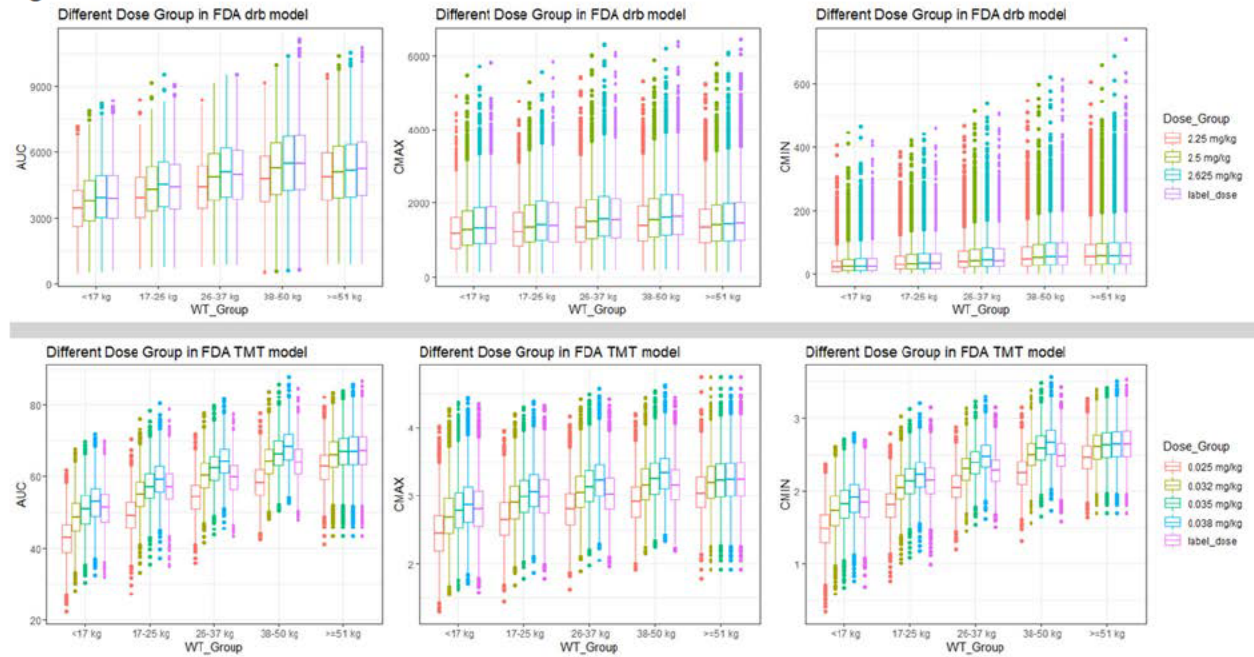 Different Dose Group in FDA drb model
AUC
9000
6000
3000
0
<17 kg 17-25 kg 26-37 kg 38-50 kg >=51 kg
WT_Group
Different Dose Group in FDA drb model
CMAX
6000
4000
2000
0
<17 kg 17-25 kg 26-37 kg 38-50 kg >=51 kg
WT_Group
Different Dose Group in FDA drb model
CMIN
600
400
200
0
<17 kg 17-25 kg 26-37 kg 38-50 kg >=51 kg
WT_Group
Dose_Group
2.25 mg/kg
2.5 mg/kg
2.625 mg/kg
label_dose
Different Dose Group in FDA TMT model
AUC
80
60
40
20
<17 kg 17-25 kg 26-37 kg 38-50 kg >=51 kg
WT_Group
Different Dose Group in FDA TMT model
CMAX
4
3
2
<17 kg 17-25 kg 26-37 kg 38-50 kg >=51 kg
WT_Group
Different Dose Group in FDA TMT model
CMIN
3
2
1
<17 kg 17-25 kg 26-37 kg 38-50 kg >=51 kg
WT_Group
Dose_Group
0.025 mg/kg
0.032 mg/kg
0.035 mg/kg
0.038 mg/kg
label_dose